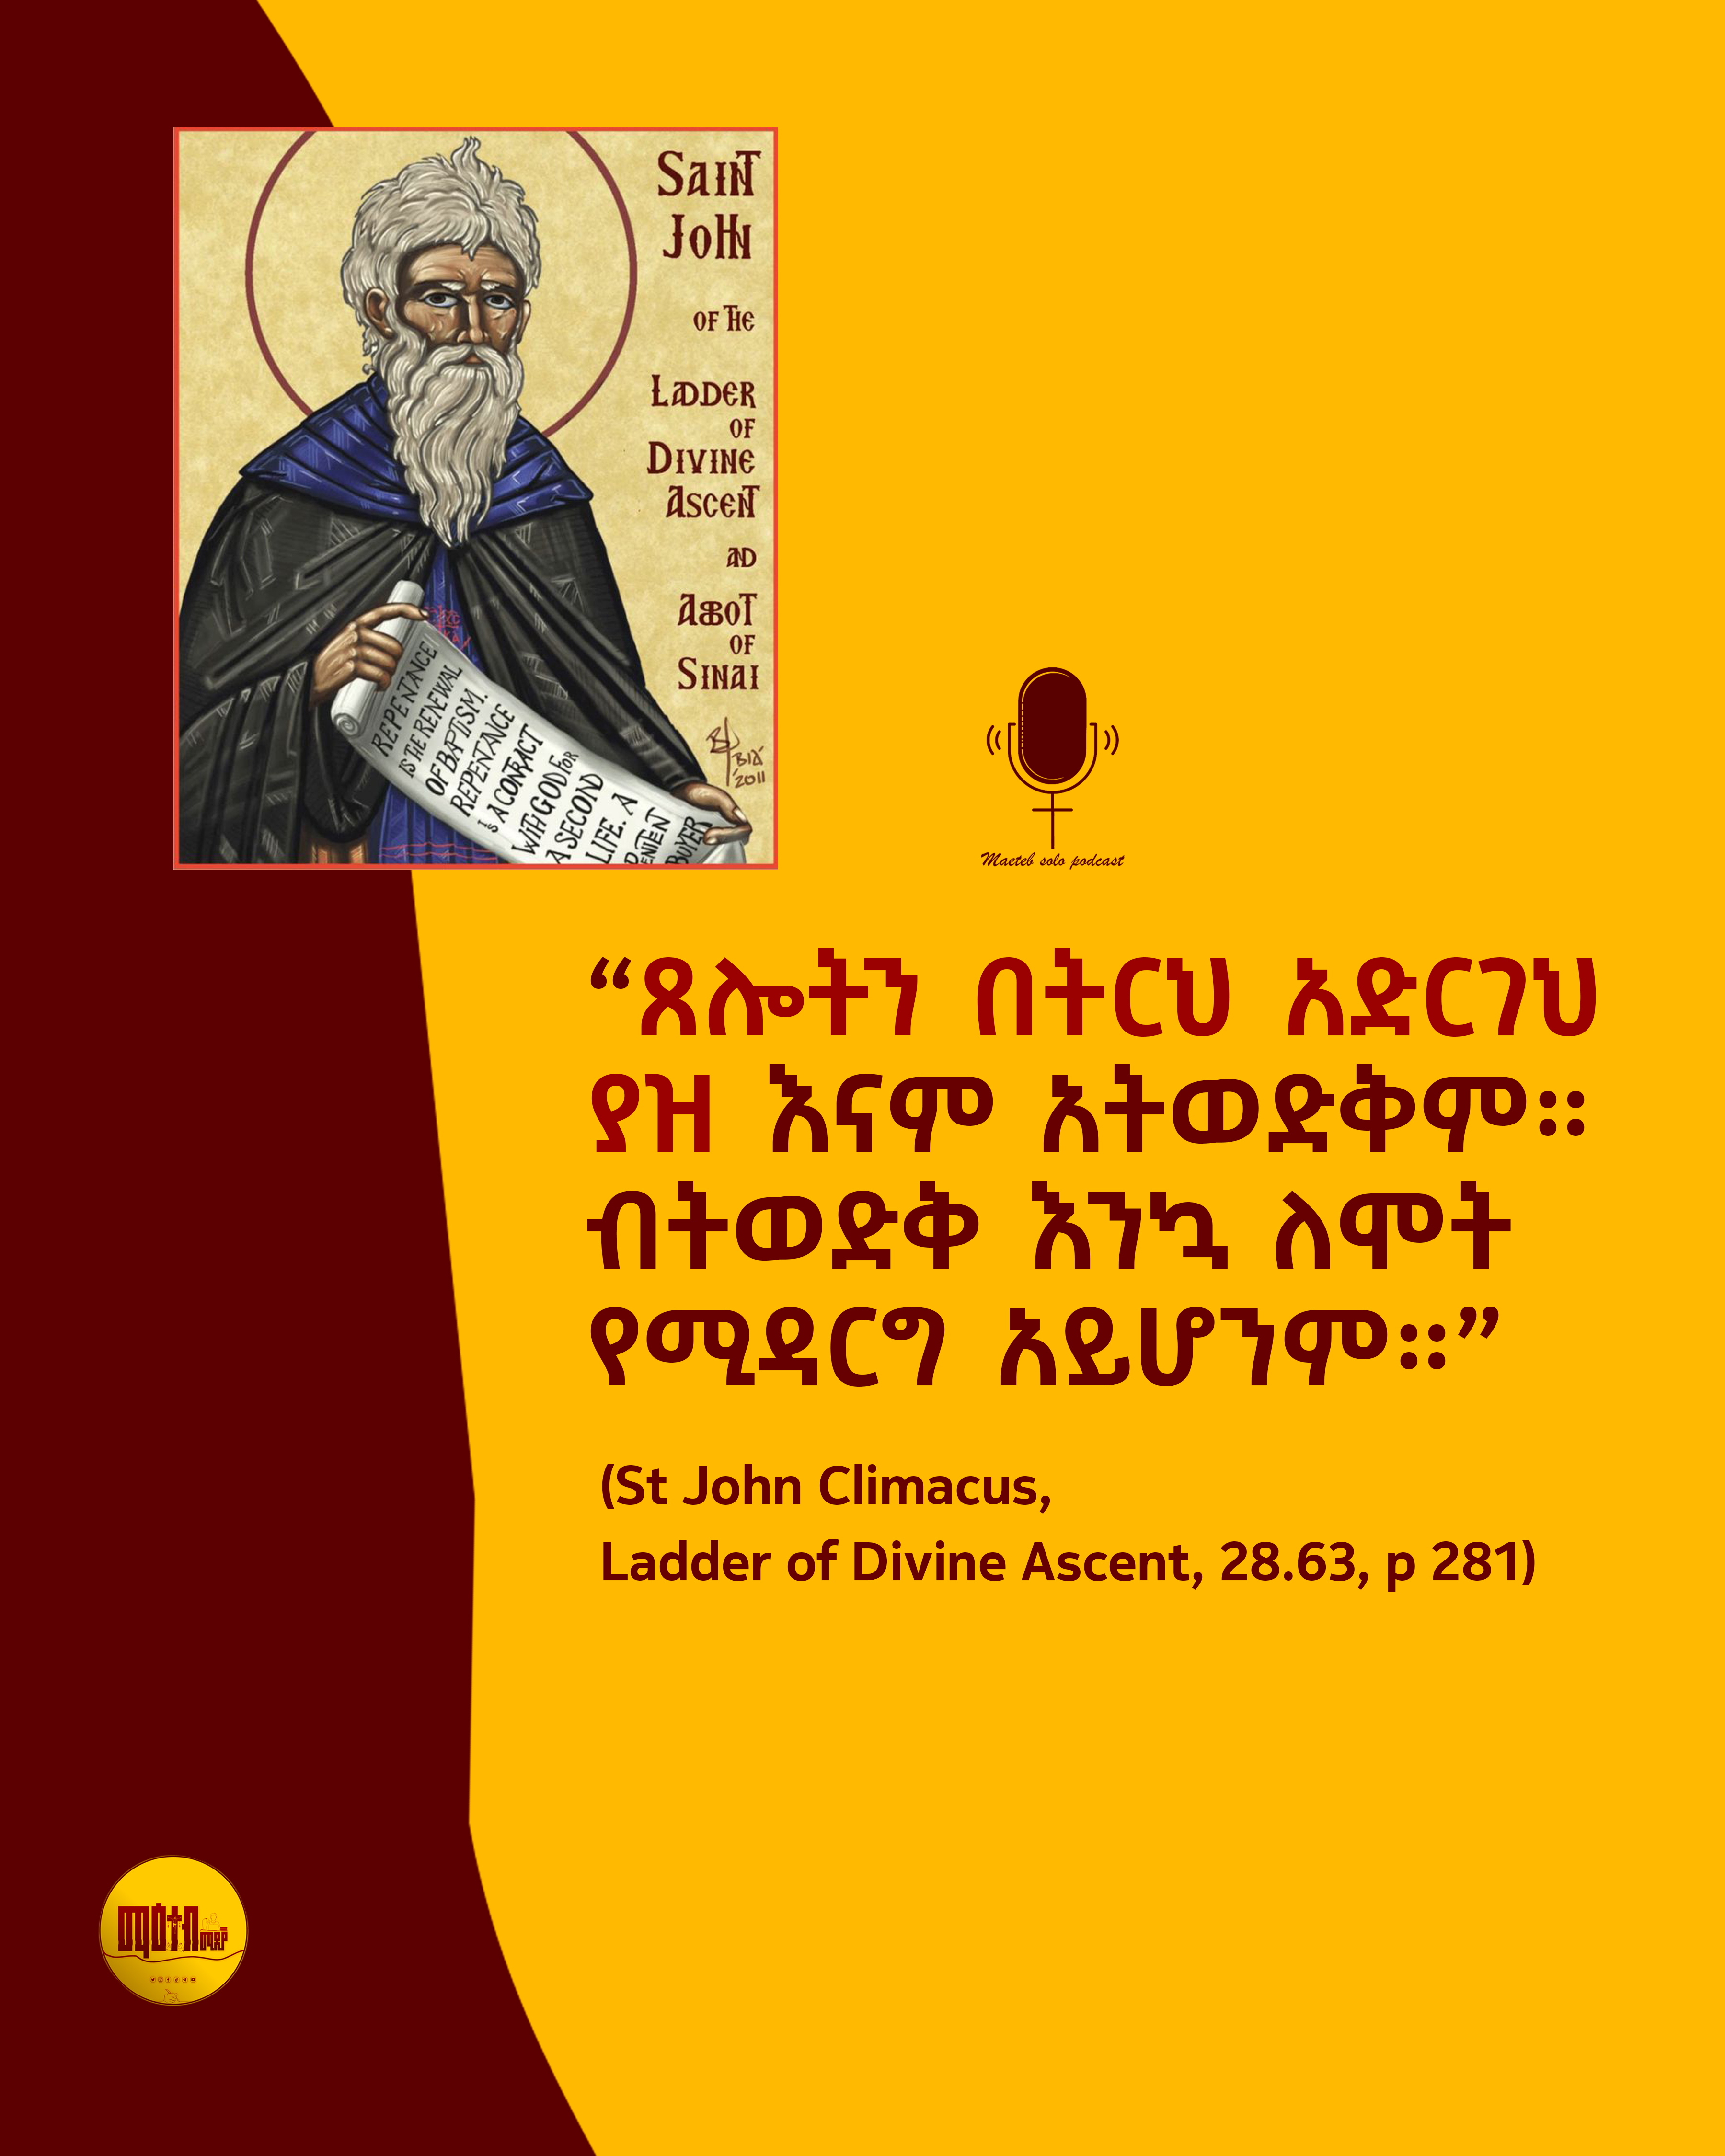 SAINT
JOHN
OF THE
LADDER
OF
DIVINE
ASCENT
AND
ABBOT
OF
SINAI
BIA
'2011
REPENTANCE
IS THE RENEWAL
OF BAPTISM.
REPENTANCE
IS A CONTRACT
WITH GOD FOR
A SECOND
LIFE. A
BUYER
Maeteb solo podcast
“ጸሎትን በትርህ አድርገህ
ያዝ እናም አትወድቅም።
ብትወድቅ እንኳ ለሞት
የሚዳርግ አይሆንም።”
(St John Climacus,
Ladder of Divine Ascent, 28.63, p 281)
ማዕተብ